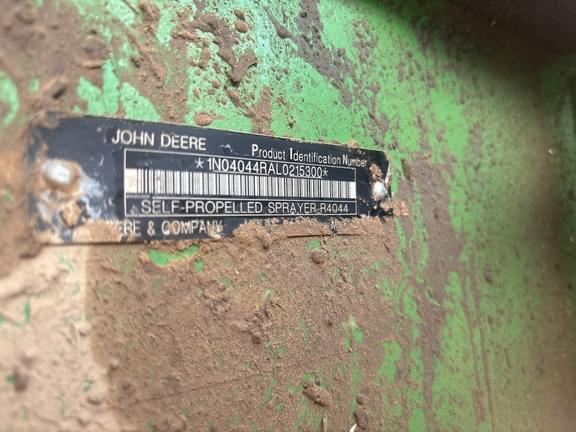 JOHN DEERE
Product Identification Number
*1N04044RAL0215300*
SELF-PROPELLED SPRAYER-R4044
ERE & COMPANY